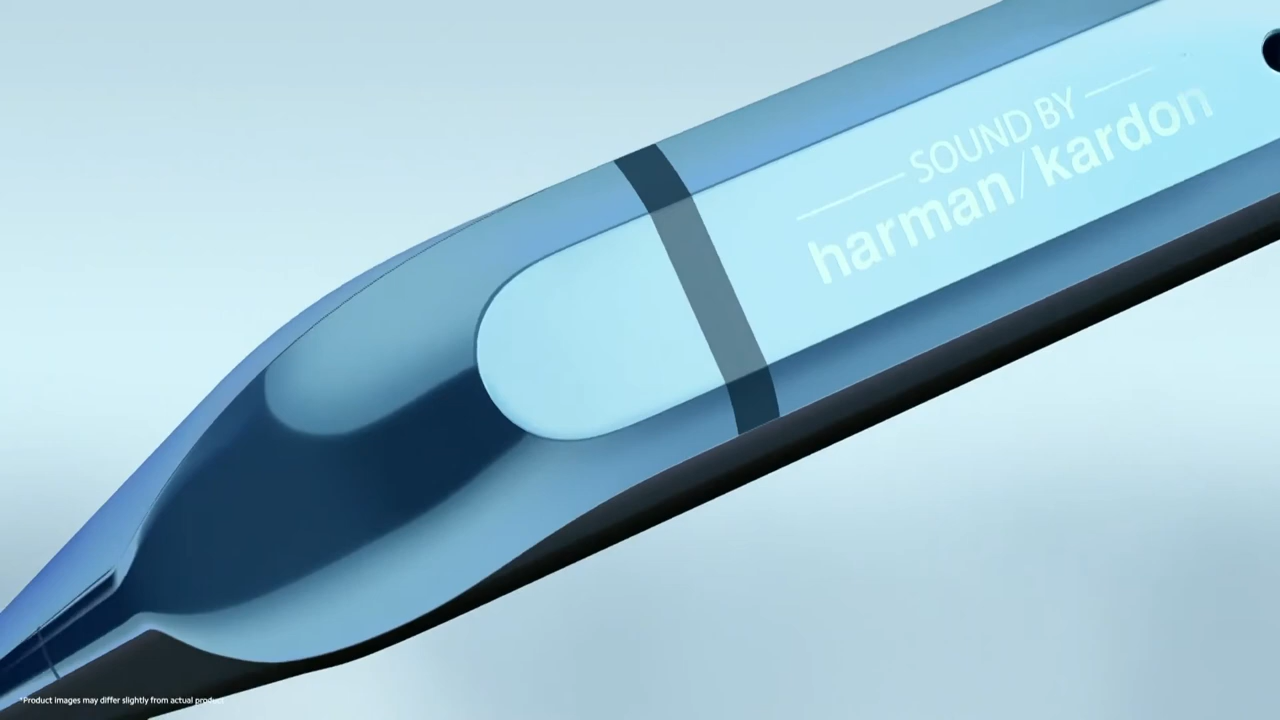 SOUND BY
harman/kardon
*Product images may differ slightly from actual product